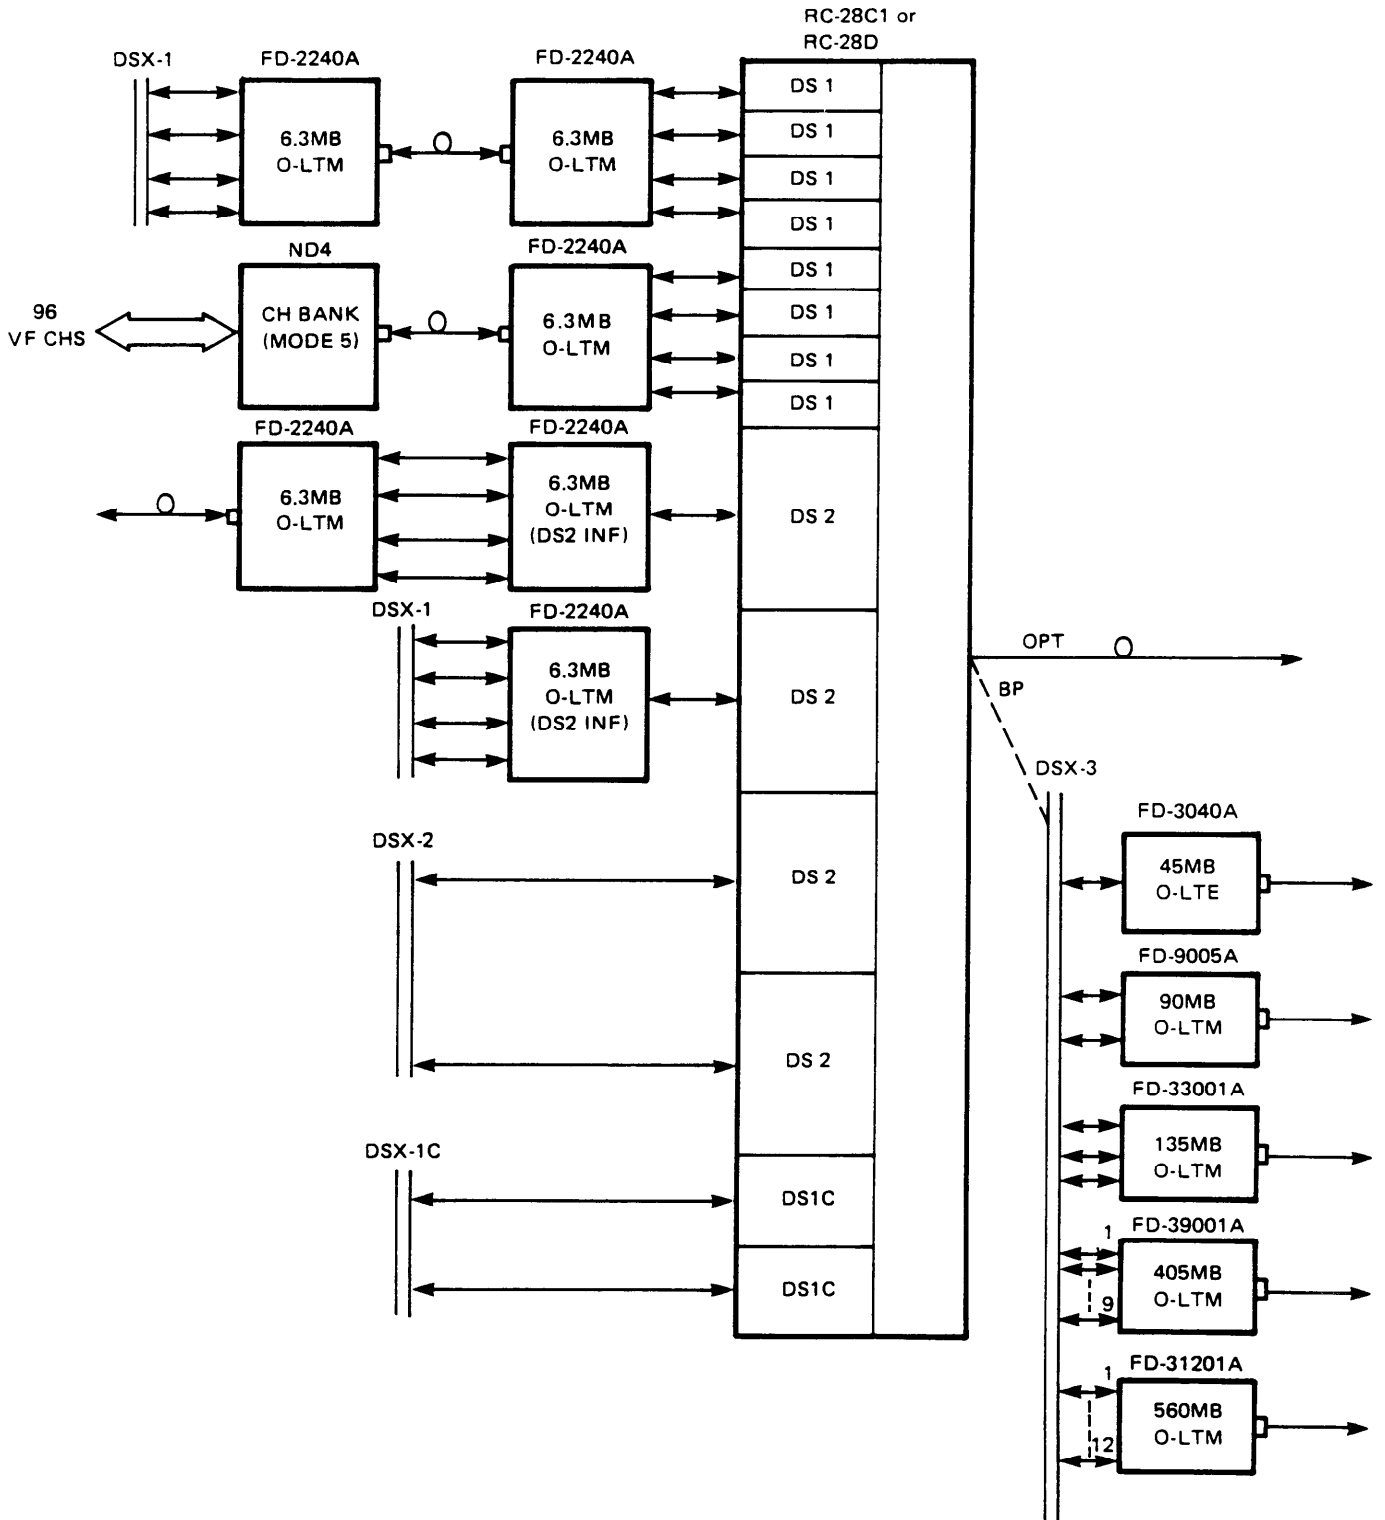 RC-28C1 or
RC-28D
DSX-1
FD-2240A
FD-2240A
6.3MB
O-LTM
6.3MB
O-LTM
DS 1
DS 1
DS 1
DS 1
ND4
FD-2240A
96
VF CHS
CH BANK
(MODE 5)
6.3MB
O-LTM
DS 1
DS 1
DS 1
DS 1
FD-2240A
FD-2240A
6.3MB
O-LTM
6.3MB
O-LTM
(DS2 INF)
DS 2
DSX-1
FD-2240A
6.3MB
O-LTM
(DS2 INF)
DS 2
OPT
BP
DSX-2
DS 2
DS 2
DSX-1C
DS1C
DS1C
DSX-3
FD-3040A
45MB
O-LTE
FD-9005A
90MB
O-LTM
FD-33001A
135MB
O-LTM
FD-39001A
1
9
405MB
O-LTM
FD-31201A
1
12
560MB
O-LTM